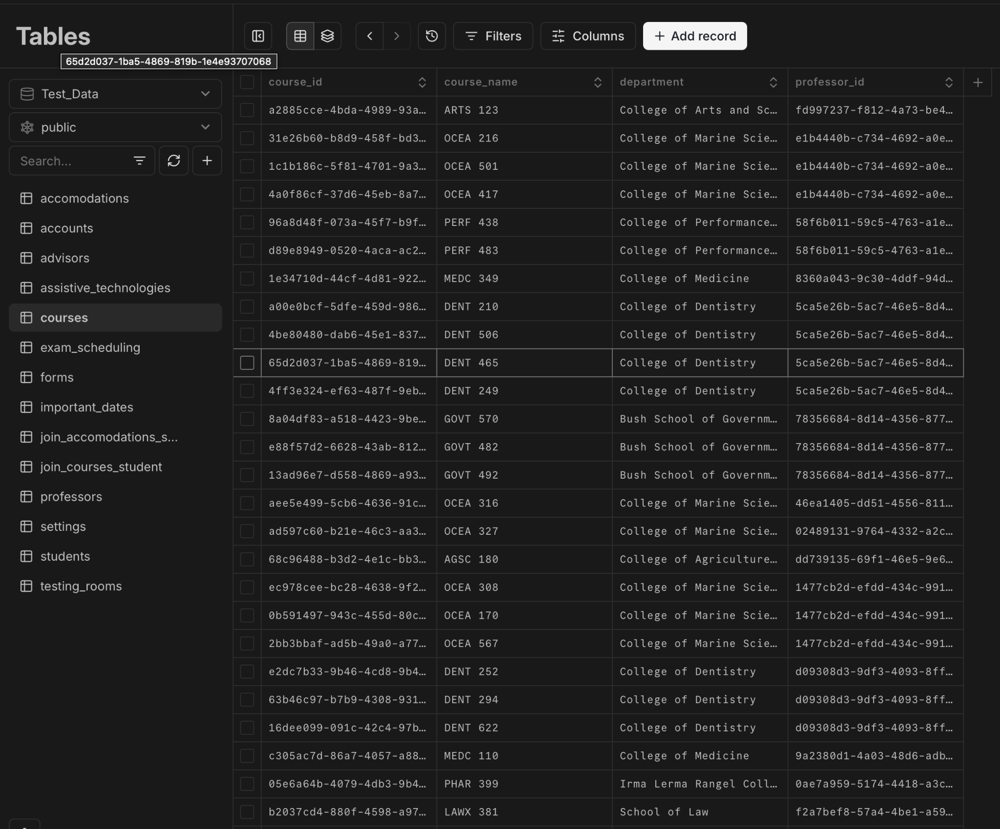 Tables
Filters
Columns
+ Add record
65d2d037-1ba5-4869-819b-1e4e93707068
Test_Data
public
Search...
accomodations
accounts
advisors
assistive_technologies
courses
exam_scheduling
forms
important_dates
join_accomodations_s...
join_courses_student
professors
settings
students
testing_rooms
course_id course_name department professor_id
a2885cce-4bda-4989-93a… ARTS 123 College of Arts and Sc… fd997237-f812-4a73-be4…
31e26b60-b8d9-458f-bd3… OCEA 216 College of Marine Scie… e1b4440b-c734-4692-a0e…
1c1b186c-5f81-4701-9a3… OCEA 501 College of Marine Scie… e1b4440b-c734-4692-a0e…
4a0f86cf-37d6-45eb-8a7… OCEA 417 College of Marine Scie… e1b4440b-c734-4692-a0e…
96a8d48f-073a-45f7-b9f… PERF 438 College of Performance… 58f6b011-59c5-4763-a1e…
d89e8949-0520-4aca-ac2… PERF 483 College of Performance… 58f6b011-59c5-4763-a1e…
1e34710d-44cf-4d81-922… MEDC 349 College of Medicine 8360a043-9c30-4ddf-94d…
a00e0bcf-5dfe-459d-986… DENT 210 College of Dentistry 5ca5e26b-5ac7-46e5-8d4…
4be80480-dab6-45e1-837… DENT 506 College of Dentistry 5ca5e26b-5ac7-46e5-8d4…
65d2d037-1ba5-4869-819… DENT 465 College of Dentistry 5ca5e26b-5ac7-46e5-8d4…
4ff3e324-ef63-487f-9eb… DENT 249 College of Dentistry 5ca5e26b-5ac7-46e5-8d4…
8a04df83-a518-4423-9be… GOVT 570 Bush School of Governm… 78356684-8d14-4356-877…
e88f57d2-6628-43ab-812… GOVT 482 Bush School of Governm… 78356684-8d14-4356-877…
13ad96e7-d558-4869-a93… GOVT 492 Bush School of Governm… 78356684-8d14-4356-877…
aee5e499-5cb6-4636-91c… OCEA 316 College of Marine Scie… 46ea1405-dd51-4556-811…
ad597c60-b21e-46c3-aa3… OCEA 327 College of Marine Scie… 02489131-9764-4332-a2c…
68c96488-b3d2-4e1c-bb3… AGSC 180 College of Agriculture… dd739135-69f1-46e5-9e6…
ec978cee-bc28-4638-9f2… OCEA 308 College of Marine Scie… 1477cb2d-efdd-434c-991…
0b591497-943c-455d-80c… OCEA 170 College of Marine Scie… 1477cb2d-efdd-434c-991…
2bb3bbaf-ad5b-49a0-a77… OCEA 567 College of Marine Scie… 1477cb2d-efdd-434c-991…
e2dc7b33-9b46-4cd8-9b4… DENT 252 College of Dentistry d09308d3-9df3-4093-8ff…
63b46c97-b7b9-4308-931… DENT 294 College of Dentistry d09308d3-9df3-4093-8ff…
16dee099-091c-42c4-97b… DENT 622 College of Dentistry d09308d3-9df3-4093-8ff…
c305ac7d-86a7-4057-a88… MEDC 110 College of Medicine 9a2380d1-4a03-48d6-adb…
05e6a64b-4079-4db3-9b4… PHAR 399 Irma Lerma Rangel Coll… 0ae7a959-5174-4418-a3c…
b2037cd4-880f-4598-a97… LAWX 381 School of Law f2a7bef8-57a4-4be1-a59…